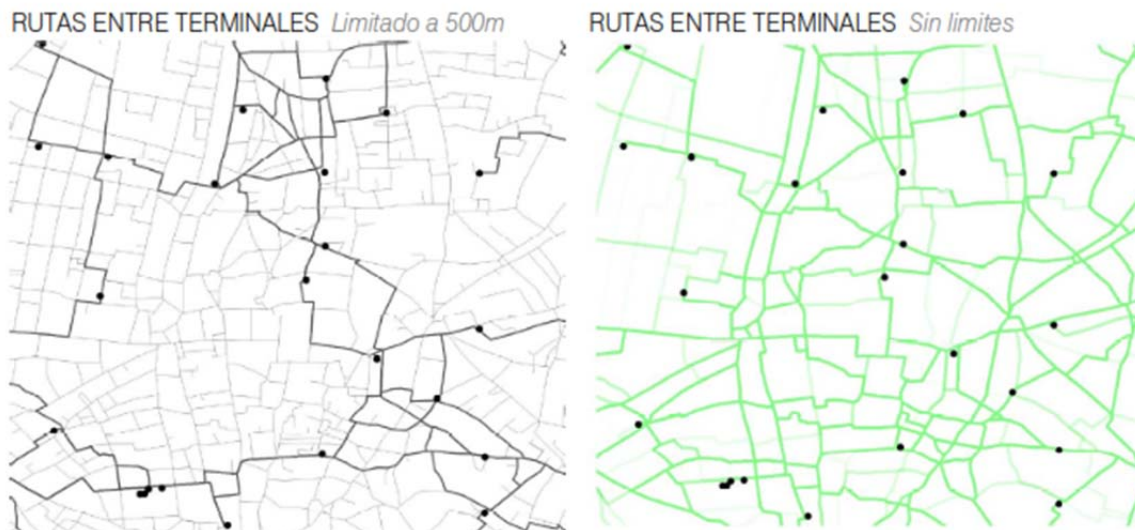 RUTAS ENTRE TERMINALES Limitado a 500m
RUTAS ENTRE TERMINALES Sin limites